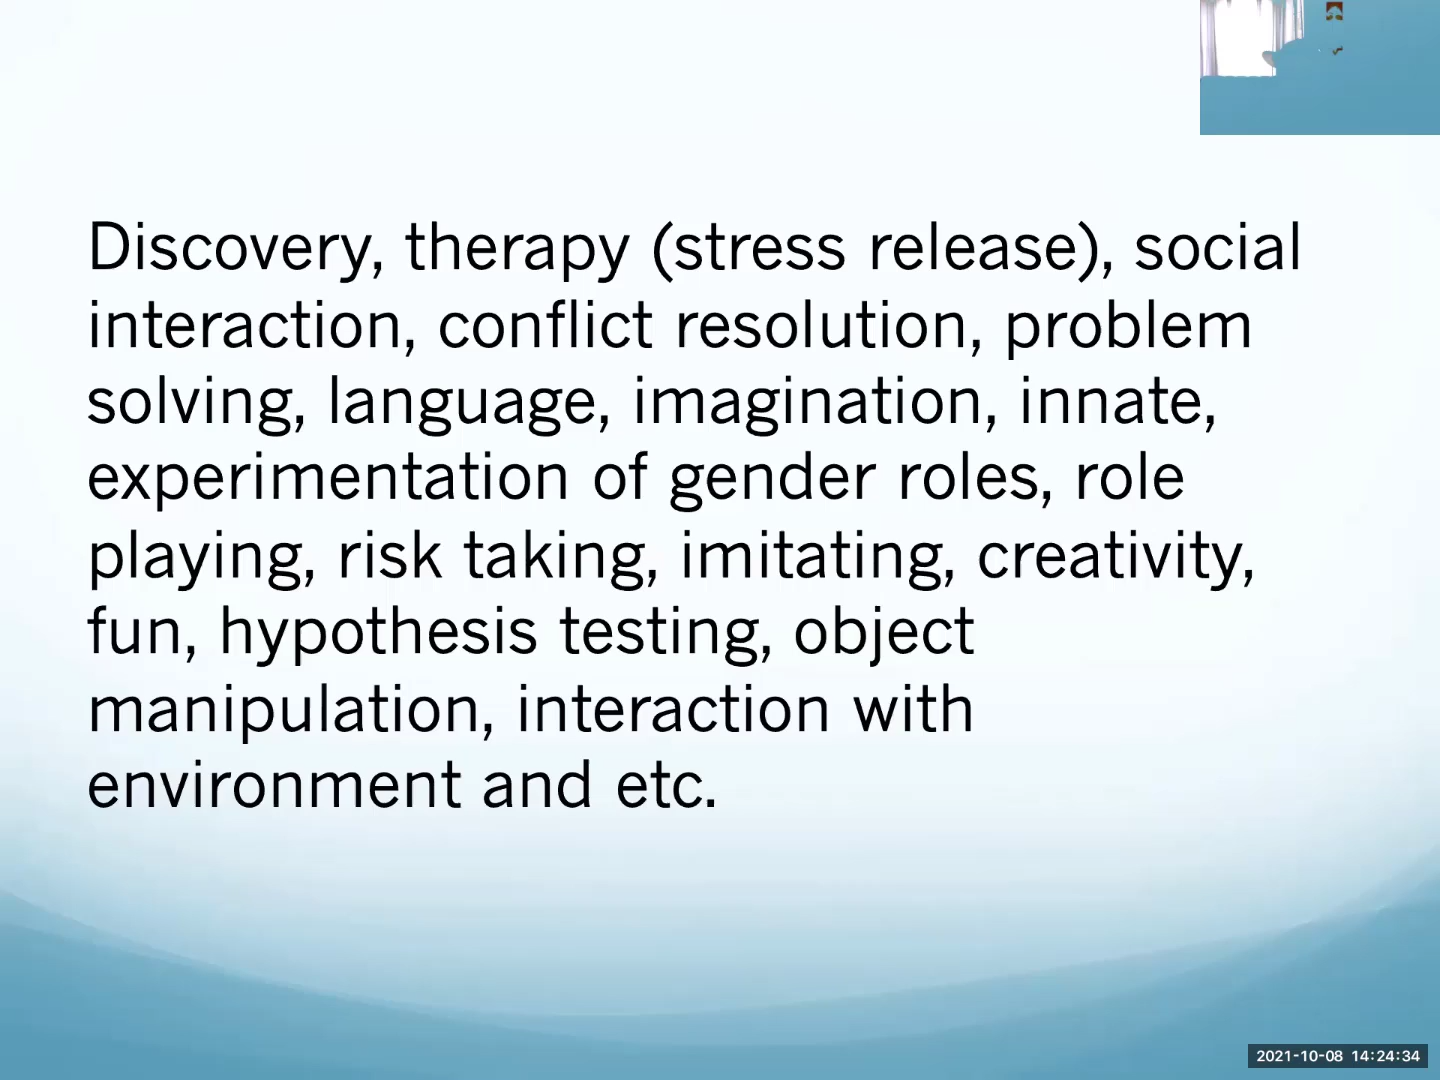 Discovery, therapy (stress release), social
interaction, conflict resolution, problem
solving, language, imagination, innate,
experimentation of gender roles, role
playing, risk taking, imitating, creativity,
fun, hypothesis testing, object
manipulation, interaction with
environment and etc.
2021-10-08 14:24:34